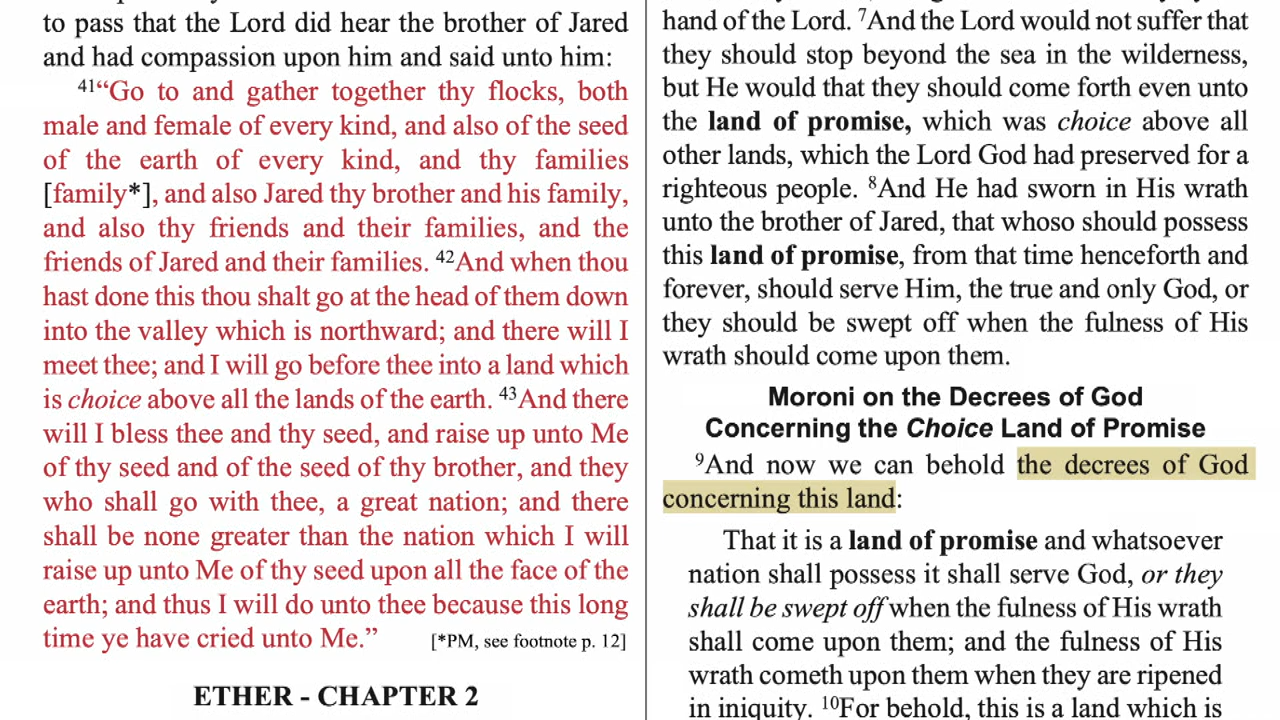 to pass that the Lord did hear the brother of Jared
and had compassion upon him and said unto him:
41“Go to and gather together thy flocks, both
male and female of every kind, and also of the seed
of the earth of every kind, and thy families
[family*], and also Jared thy brother and his family,
and also thy friends and their families, and the
friends of Jared and their families. 42And when thou
hast done this thou shalt go at the head of them down
into the valley which is northward; and there will I
meet thee; and I will go before thee into a land which
is choice above all the lands of the earth. 43And there
will I bless thee and thy seed, and raise up unto Me
of thy seed and of the seed of thy brother, and they
who shall go with thee, a great nation; and there
shall be none greater than the nation which I will
raise up unto Me of thy seed upon all the face of the
earth; and thus I will do unto thee because this long
time ye have cried unto Me.” [*PM, see footnote p. 12]
ETHER - CHAPTER 2
hand of the Lord. 7And the Lord would not suffer that
they should stop beyond the sea in the wilderness,
but He would that they should come forth even unto
the land of promise, which was choice above all
other lands, which the Lord God had preserved for a
righteous people. 8And He had sworn in His wrath
unto the brother of Jared, that whoso should possess
this land of promise, from that time henceforth and
forever, should serve Him, the true and only God, or
they should be swept off when the fulness of His
wrath should come upon them.
Moroni on the Decrees of God
Concerning the Choice Land of Promise
9And now we can behold the decrees of God
concerning this land:
That it is a land of promise and whatsoever
nation shall possess it shall serve God, or they
shall be swept off when the fulness of His wrath
shall come upon them; and the fulness of His
wrath cometh upon them when they are ripened
in iniquity. 10For behold, this is a land which is